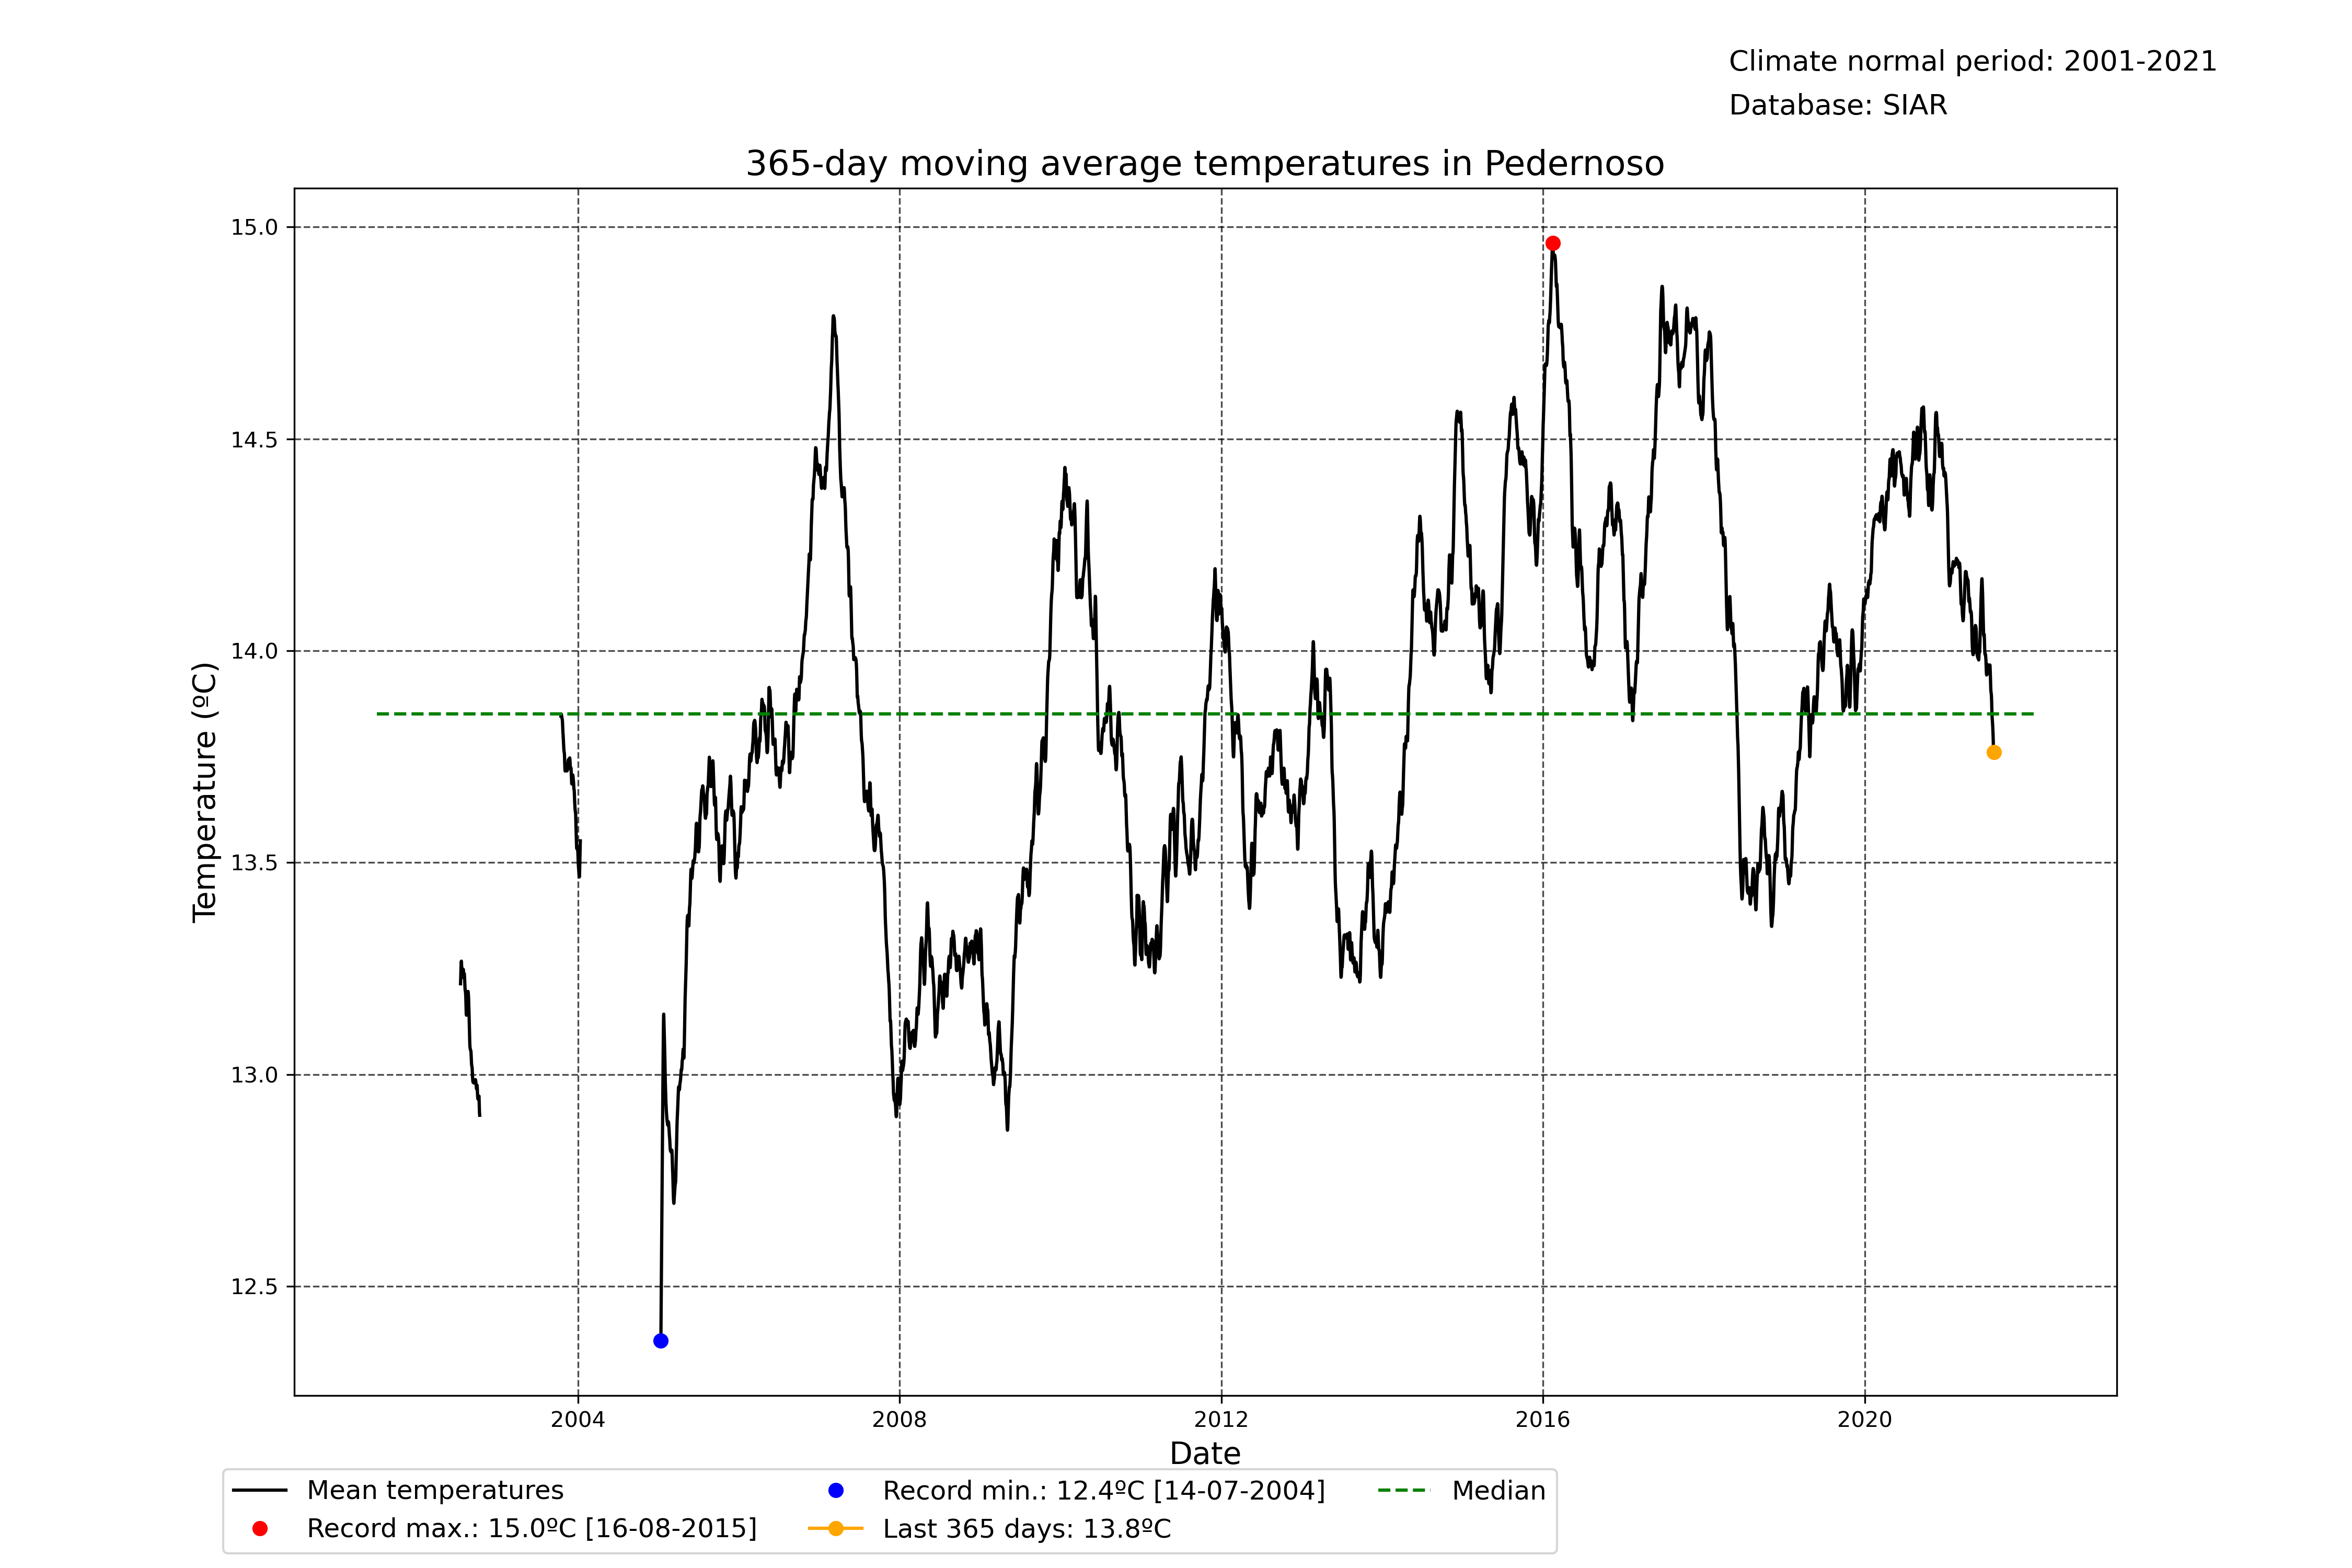 Climate normal period: 2001-2021
Database: SIAR
365-day moving average temperatures in Pedernoso
15.0
14.5
14.0
13.5
13.0
12.5
Temperature (ºC)
2004 2008 2012 2016 2020
Date
Mean temperatures
Record max.: 15.0ºC [16-08-2015]
Record min.: 12.4ºC [14-07-2004]
Last 365 days: 13.8ºC
Median